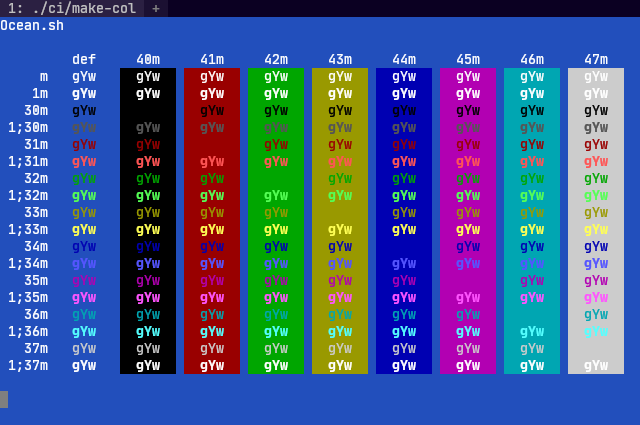 1: ./ci/make-col +
Ocean.sh
def 40m 41m 42m 43m 44m 45m 46m 47m
m gYw gYw gYw gYw gYw gYw gYw gYw gYw
1m gYw gYw gYw gYw gYw gYw gYw gYw gYw
30m gYw gYw gYw gYw gYw gYw gYw gYw
1;30m gYw gYw gYw gYw gYw gYw gYw gYw gYw
31m gYw gYw gYw gYw gYw gYw gYw gYw
1;31m gYw gYw gYw gYw gYw gYw gYw gYw gYw
32m gYw gYw gYw gYw gYw gYw gYw gYw
1;32m gYw gYw gYw gYw gYw gYw gYw gYw gYw
33m gYw gYw gYw gYw gYw gYw gYw gYw
1;33m gYw gYw gYw gYw gYw gYw gYw gYw gYw
34m gYw gYw gYw gYw gYw gYw gYw gYw
1;34m gYw gYw gYw gYw gYw gYw gYw gYw gYw
35m gYw gYw gYw gYw gYw gYw gYw gYw
1;35m gYw gYw gYw gYw gYw gYw gYw gYw gYw
36m gYw gYw gYw gYw gYw gYw gYw gYw
1;36m gYw gYw gYw gYw gYw gYw gYw gYw gYw
37m gYw gYw gYw gYw gYw gYw gYw gYw
1;37m gYw gYw gYw gYw gYw gYw gYw gYw gYw